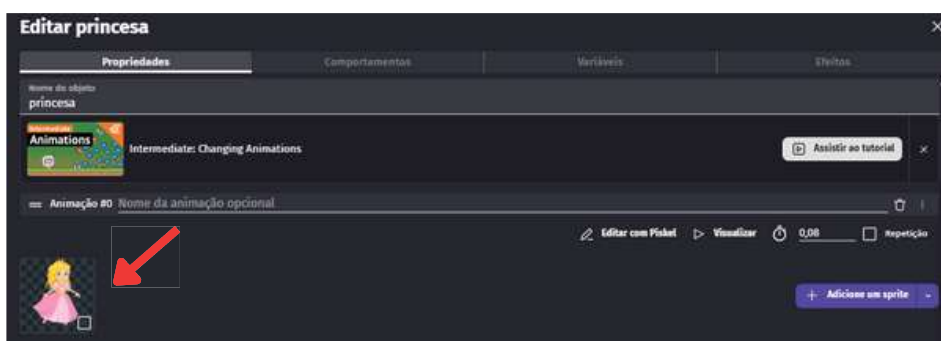 Editar princesa
Propriedades
Comportamentos
Variáveis
Efeitos
Nome do objeto
princesa
Intermediate
Animations
Intermediate: Changing Animations
Assistir ao tutorial
Animação #0 Nome da animação opcional
Editar com Piskel Visualizar 0,08 Repetição
Adicione um sprite